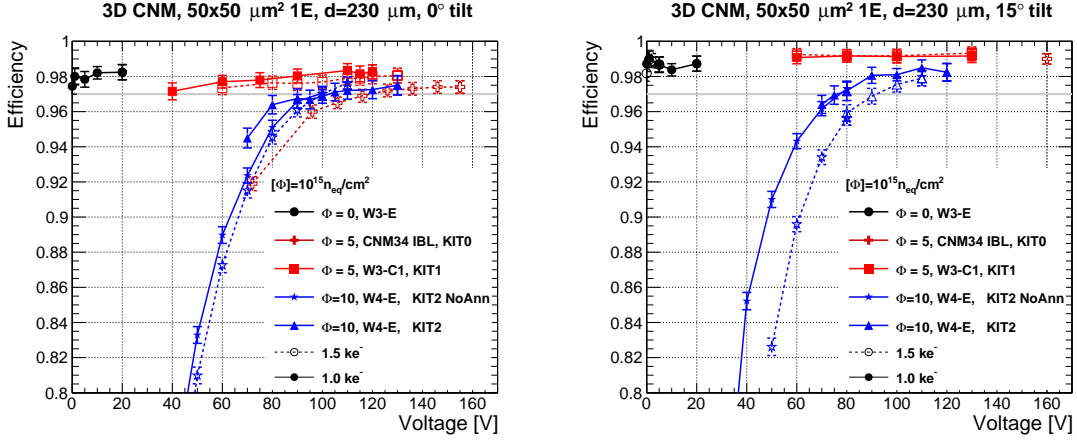 3D CNM, 50x50 μm² 1E, d=230 μm, 0° tilt
Efficiency
1
0.98
0.96
0.94
0.92
0.9
0.88
0.86
0.84
0.82
0.8
[Φ]=10¹⁵n_eq/cm²
Φ = 0, W3-E
Φ = 5, CNM34 IBL, KIT0
Φ = 5, W3-C1, KIT1
Φ=10, W4-E, KIT2 NoAnn
Φ=10, W4-E, KIT2
1.5 ke⁻
1.0 ke⁻
0 20 40 60 80 100 120 140 160
Voltage [V]
3D CNM, 50x50 μm² 1E, d=230 μm, 15° tilt
Efficiency
1
0.98
0.96
0.94
0.92
0.9
0.88
0.86
0.84
0.82
0.8
[Φ]=10¹⁵n_eq/cm²
Φ = 0, W3-E
Φ = 5, CNM34 IBL, KIT0
Φ = 5, W3-C1, KIT1
Φ=10, W4-E, KIT2 NoAnn
Φ=10, W4-E, KIT2
1.5 ke⁻
1.0 ke⁻
0 20 40 60 80 100 120 140 160
Voltage [V]